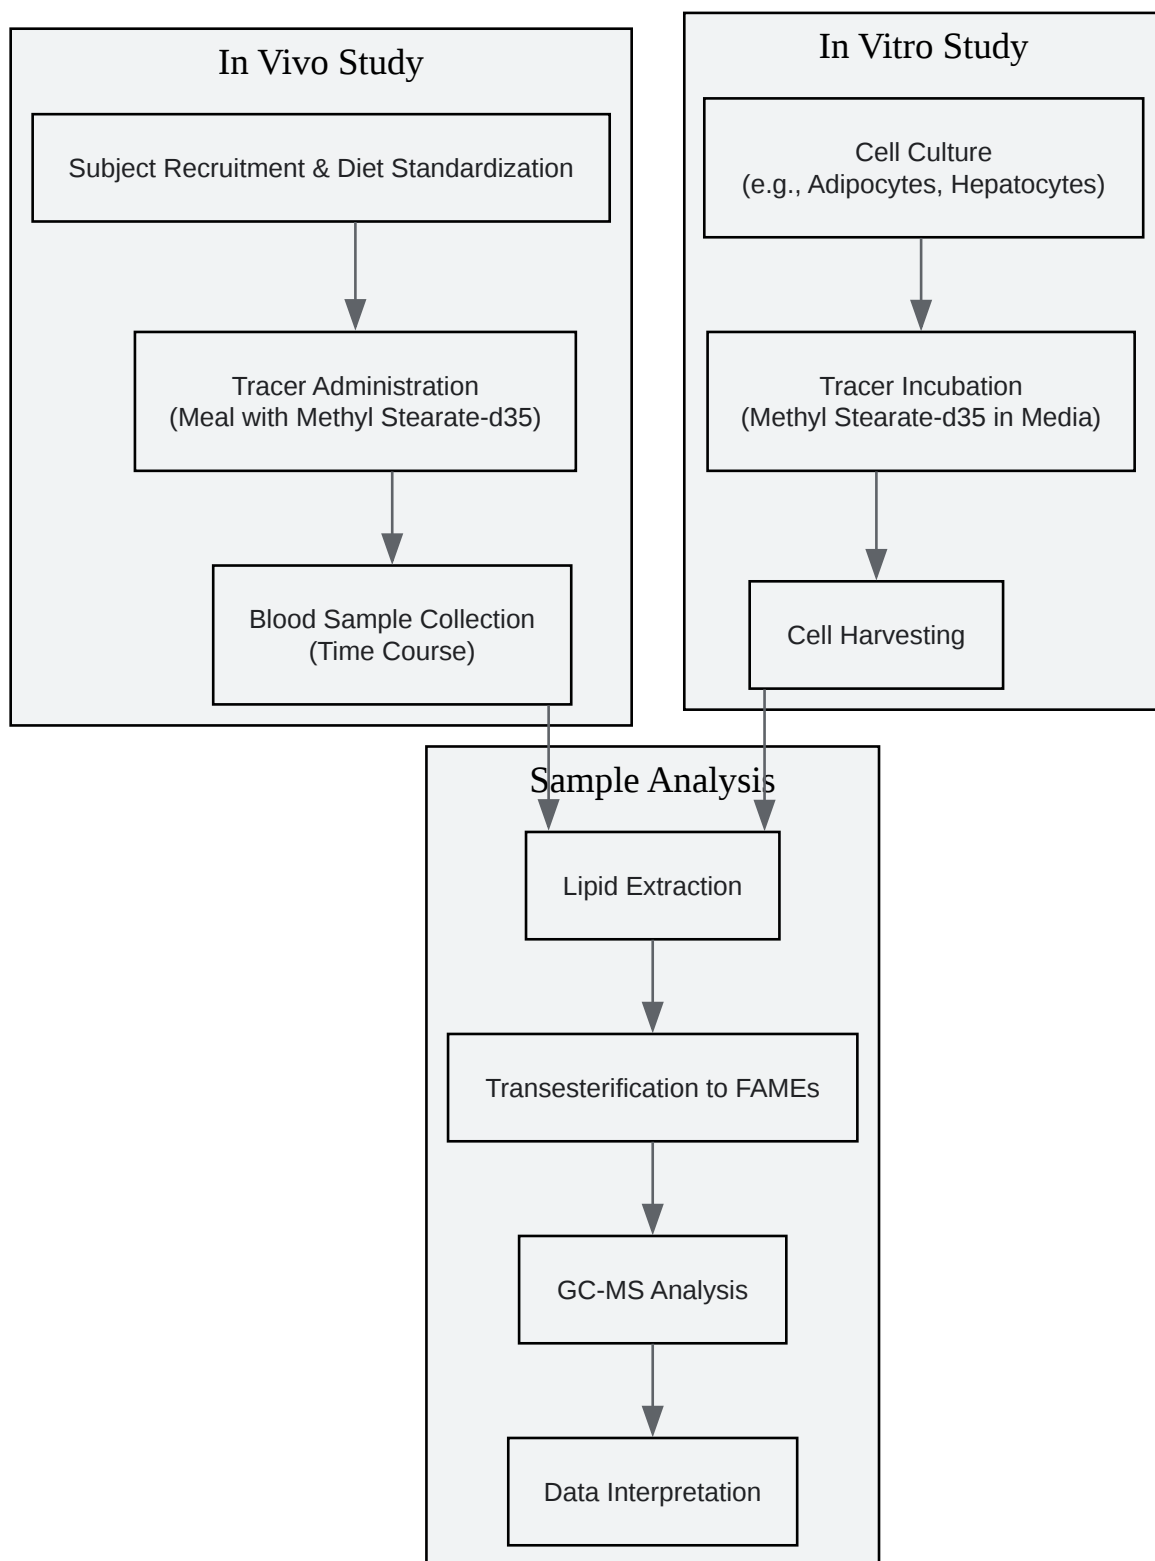 In Vivo Study
Subject Recruitment & Diet Standardization
Tracer Administration
(Meal with Methyl Stearate-d35)
Blood Sample Collection
(Time Course)
In Vitro Study
Cell Culture
(e.g., Adipocytes, Hepatocytes)
Tracer Incubation
(Methyl Stearate-d35 in Media)
Cell Harvesting
Sample Analysis
Lipid Extraction
Transesterification to FAMEs
GC-MS Analysis
Data Interpretation